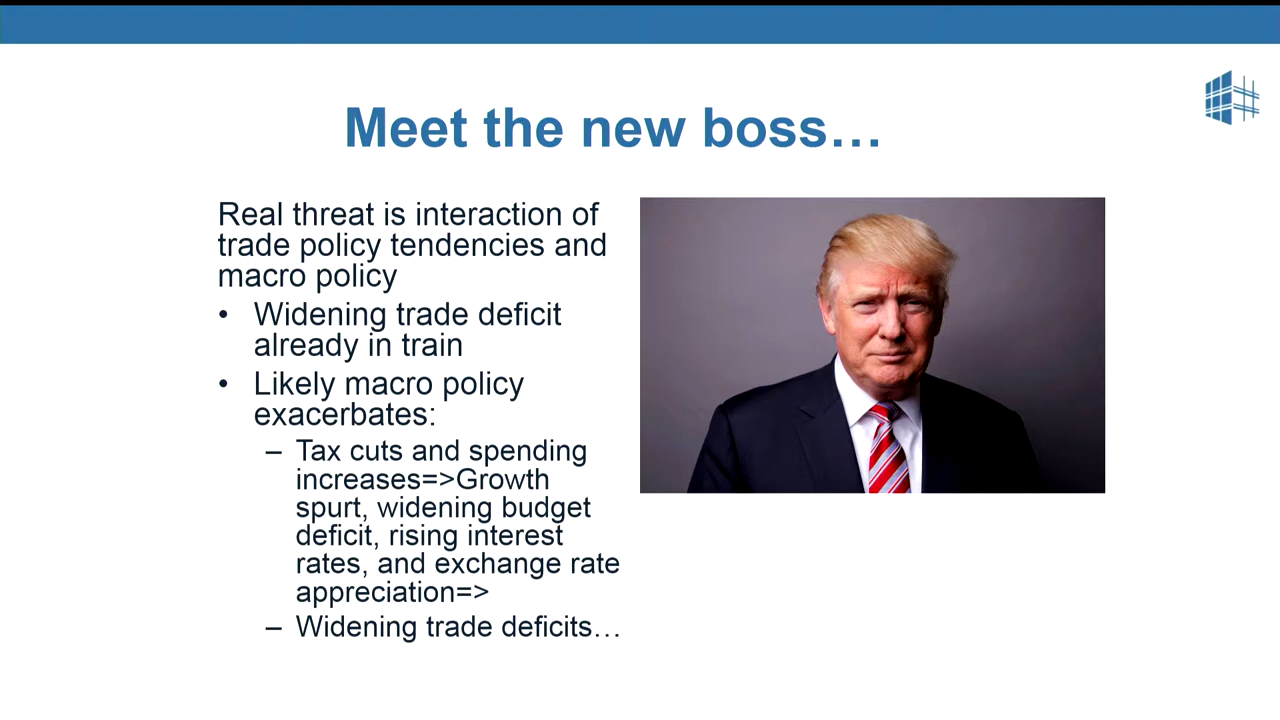 Meet the new boss…
Real threat is interaction of
trade policy tendencies and
macro policy
• Widening trade deficit
already in train
• Likely macro policy
exacerbates:
– Tax cuts and spending
increases=>Growth
spurt, widening budget
deficit, rising interest
rates, and exchange rate
appreciation=>
– Widening trade deficits…